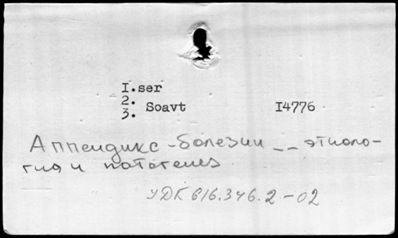 I.ser
2.
3. Soavt I4776
Аппендикс-болезни -- этиоло-
гия и патогенез
УДК 616.346.2-02